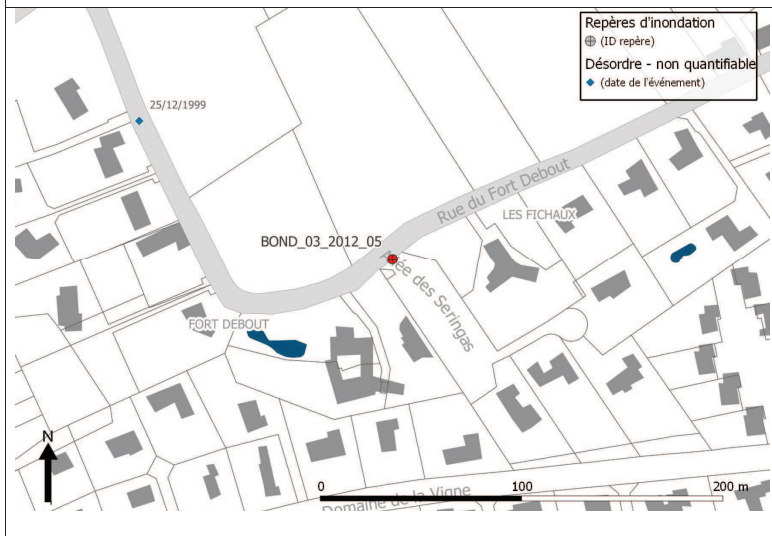 Repères d'inondation
(ID repère)
Désordre - non quantifiable
(date de l'événement)
25/12/1999
Rue du Fort Debout
LES FICHAUX
BOND_03_2012_05
Allée des Seringas
FORT DEBOUT
N
0 100 200 m
Domaine de la Vigne